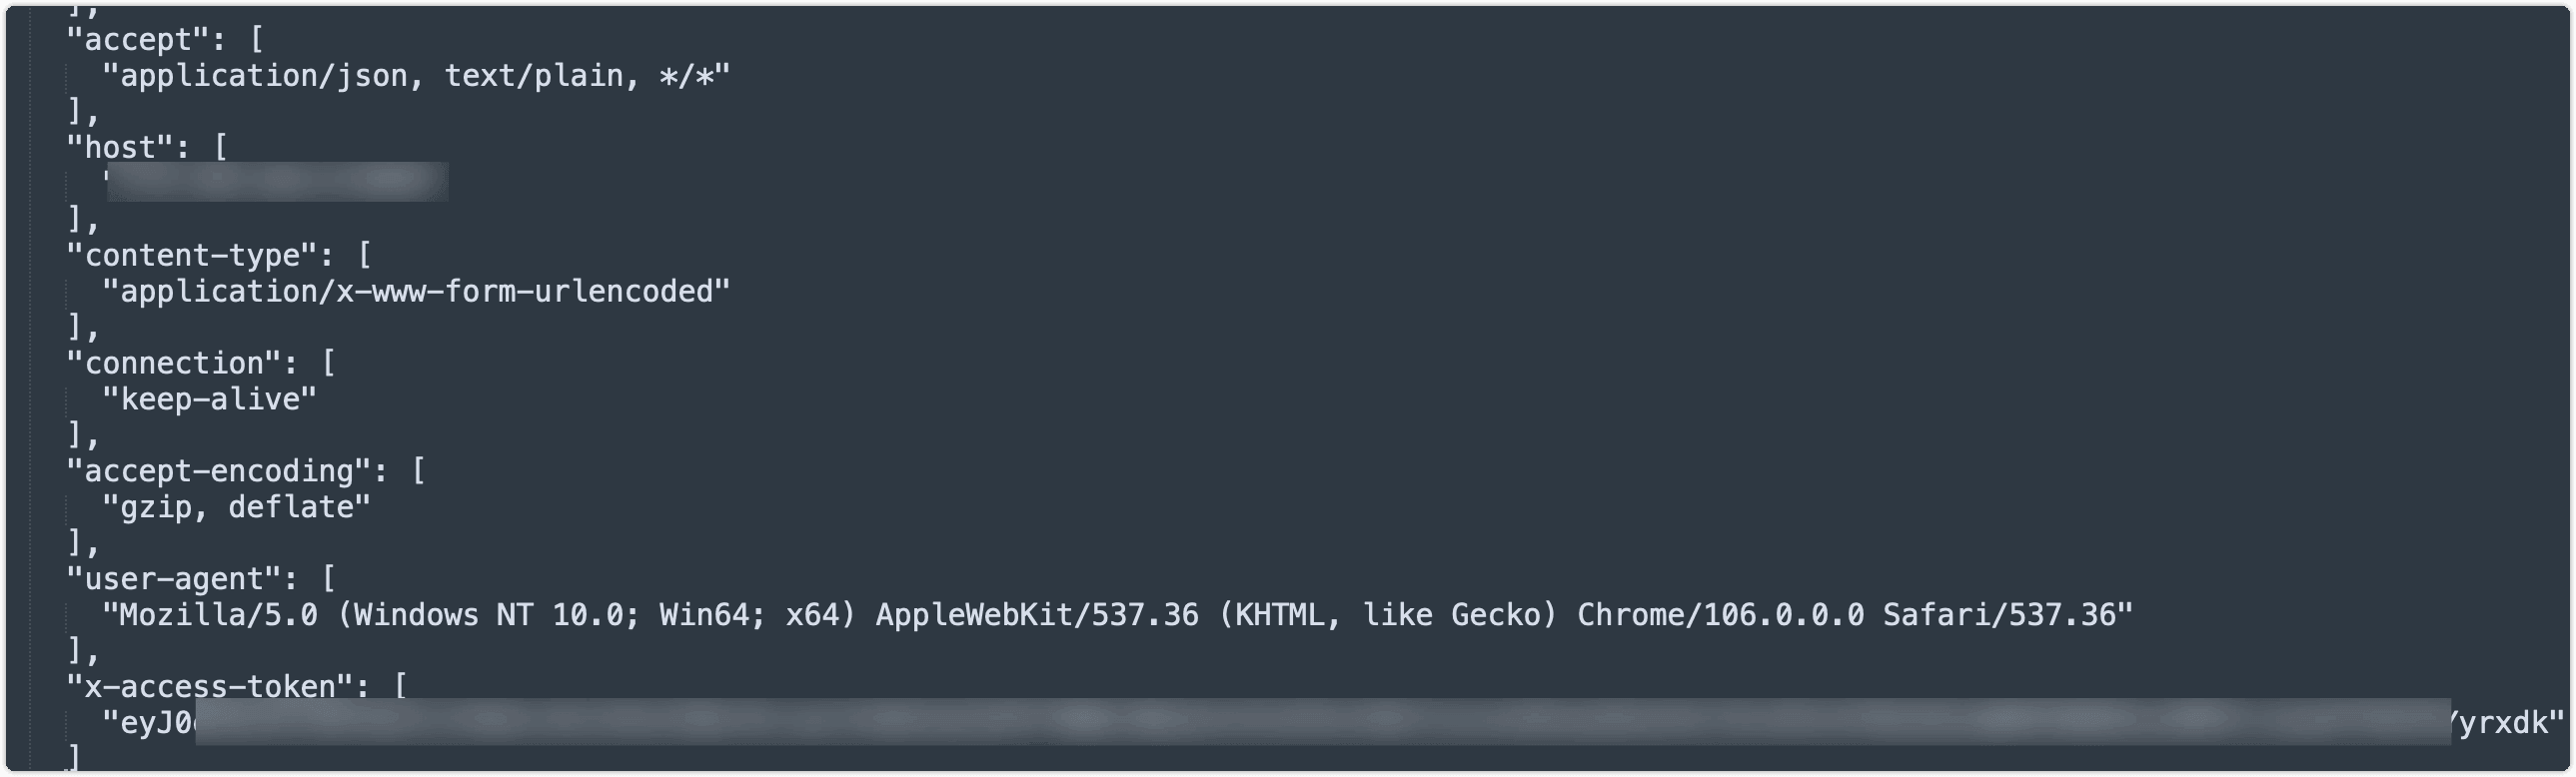 ],
"accept": [
"application/json, text/plain, */*"
],
"host": [
"
],
"content-type": [
"application/x-www-form-urlencoded"
],
"connection": [
"keep-alive"
],
"accept-encoding": [
"gzip, deflate"
],
"user-agent": [
"Mozilla/5.0 (Windows NT 10.0; Win64; x64) AppleWebKit/537.36 (KHTML, like Gecko) Chrome/106.0.0.0 Safari/537.36"
],
"x-access-token": [
"eyJ0 /yrxdk"
]